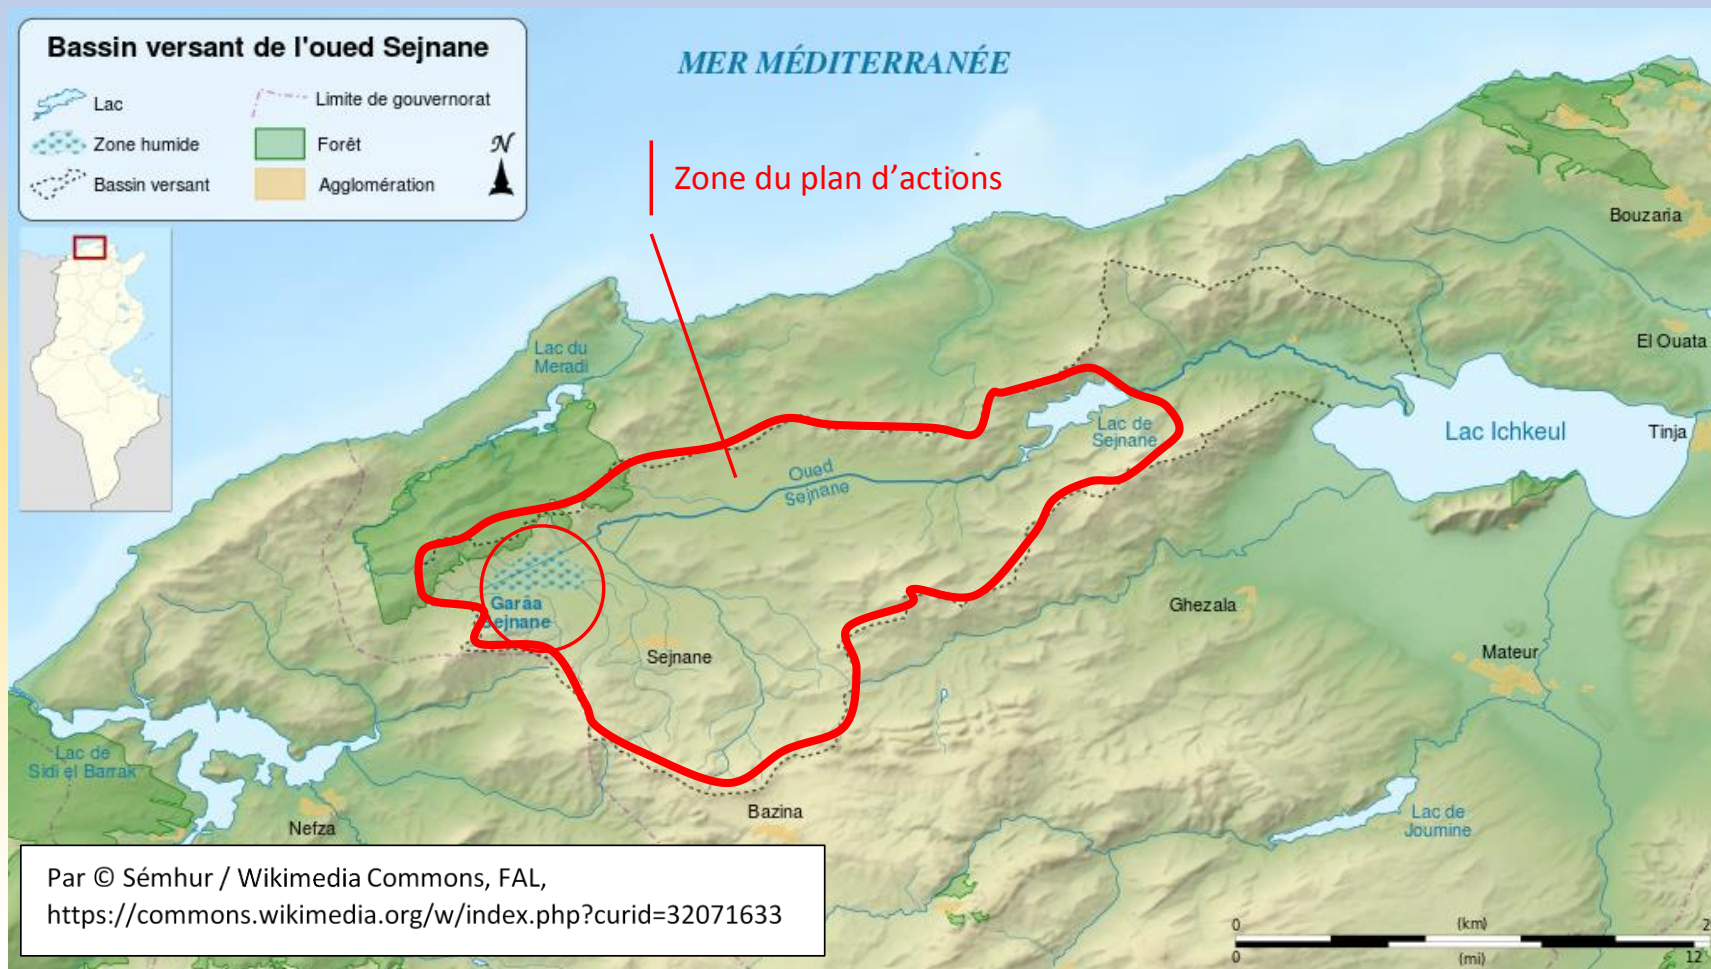 Bassin versant de l'oued Sejnane
Lac
Limite de gouvernorat
Zone humide
Forêt
N
Bassin versant
Agglomération
MER MÉDITERRANÉE
Zone du plan d'actions
Bouzaria
El Ouata
Lac du
Meradi
Lac de
Sejnane
Lac Ichkeul
Tinja
Oued
Sejnane
Garâa
Sejnane
Sejnane
Ghezala
Mateur
Lac de
Sidi el Barrak
Nefza
Bazina
Lac de
Joumine
Par © Sémhur / Wikimedia Commons, FAL,
https://commons.wikimedia.org/w/index.php?curid=32071633
0 (km) 2
0 (mi) 12